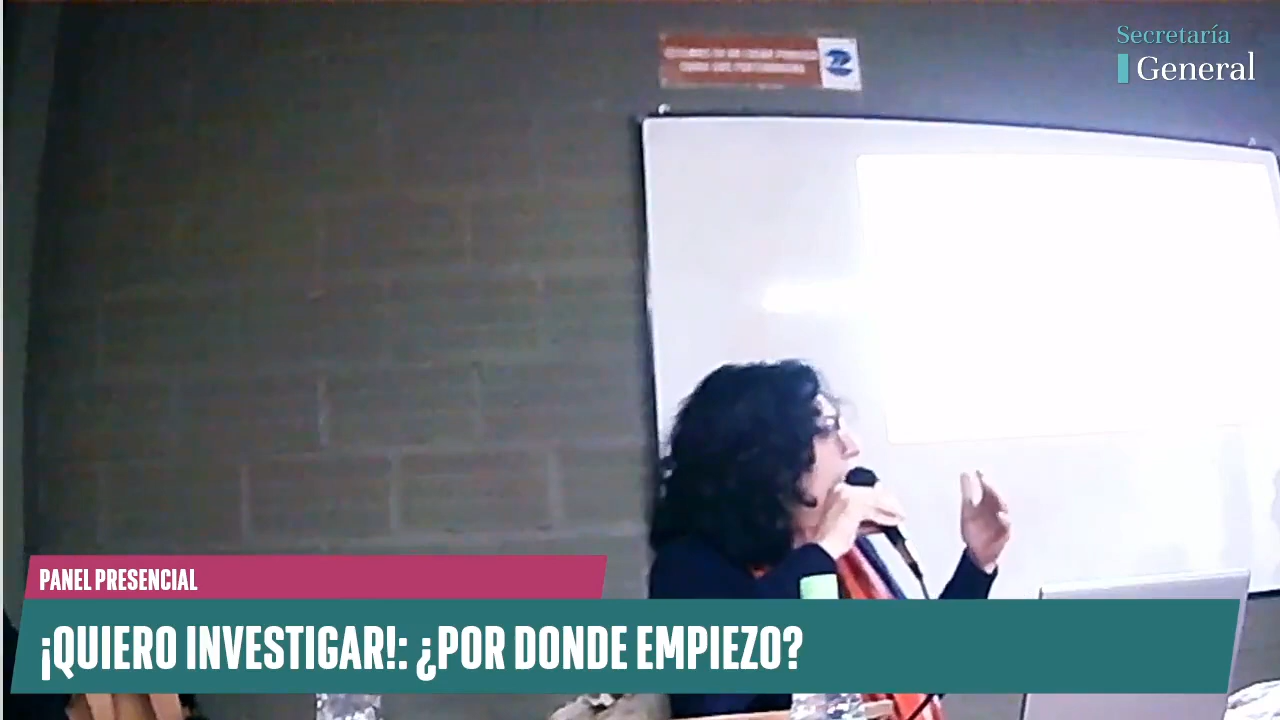 Secretaría
General
PANEL PRESENCIAL
¡QUIERO INVESTIGAR!: ¿POR DONDE EMPIEZO?